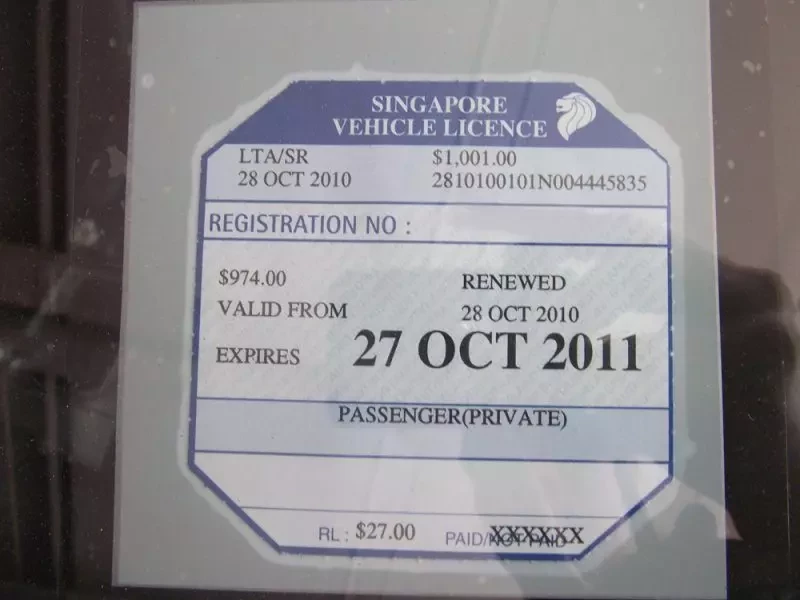 SINGAPORE
VEHICLE LICENCE
LTA/SR $1,001.00
28 OCT 2010 2810100101N004445835
REGISTRATION NO :
$974.00 RENEWED
VALID FROM 28 OCT 2010
EXPIRES 27 OCT 2011
PASSENGER(PRIVATE)
RL : $27.00 PAID/NOT PAID XXXXXX